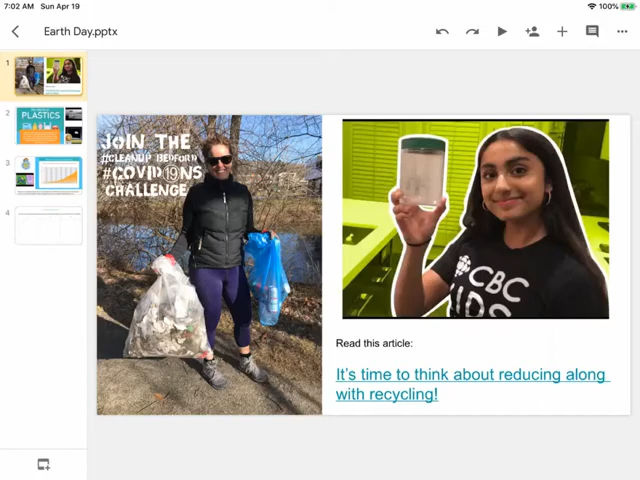 7:02 AM Sun Apr 19
100%
Earth Day.pptx
1
2
PLASTICS
3
4
JOIN THE
#CLEANUP BEDFORD
#COVID19NS
CHALLENGE
CBC
KIDS
Read this article:
It's time to think about reducing along
with recycling!